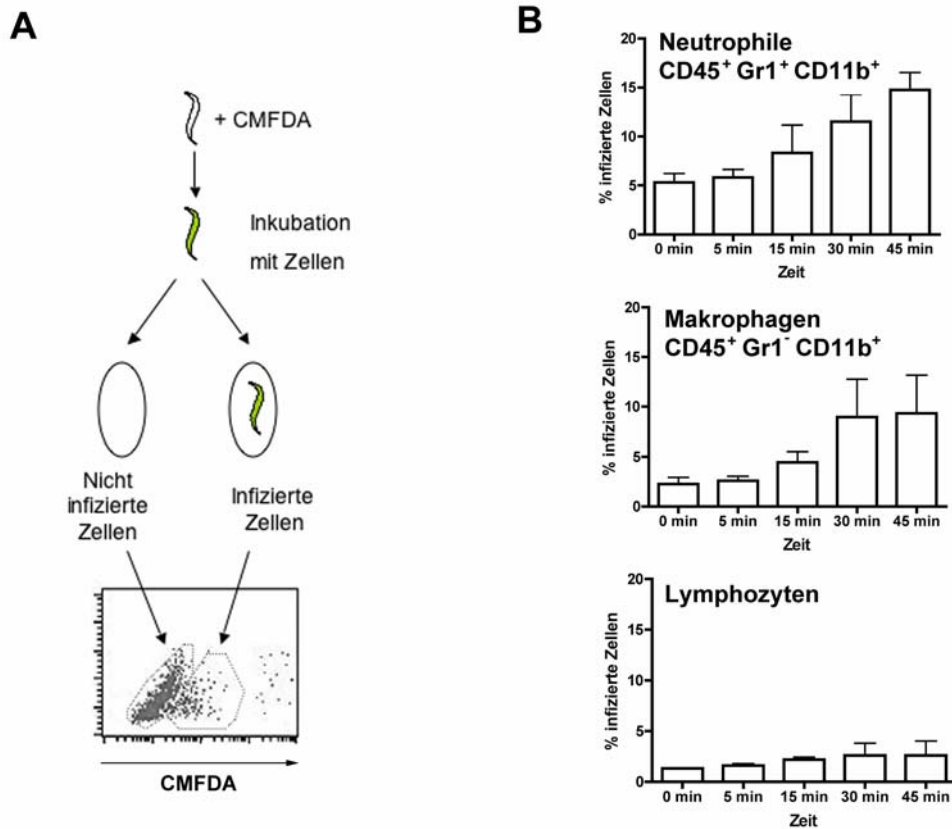 A
+ CMFDA
Inkubation
mit Zellen
Nicht
infizierte
Zellen
Infizierte
Zellen
CMFDA
B
Neutrophile
CD45⁺ Gr1⁺ CD11b⁺
% infizierte Zellen
20
15
10
5
0
0 min 5 min 15 min 30 min 45 min
Zeit
Makrophagen
CD45⁺ Gr1⁻ CD11b⁺
% infizierte Zellen
20
15
10
5
0
0 min 5 min 15 min 30 min 45 min
Zeit
Lymphozyten
% infizierte Zellen
20
15
10
5
0
0 min 5 min 15 min 30 min 45 min
Zeit